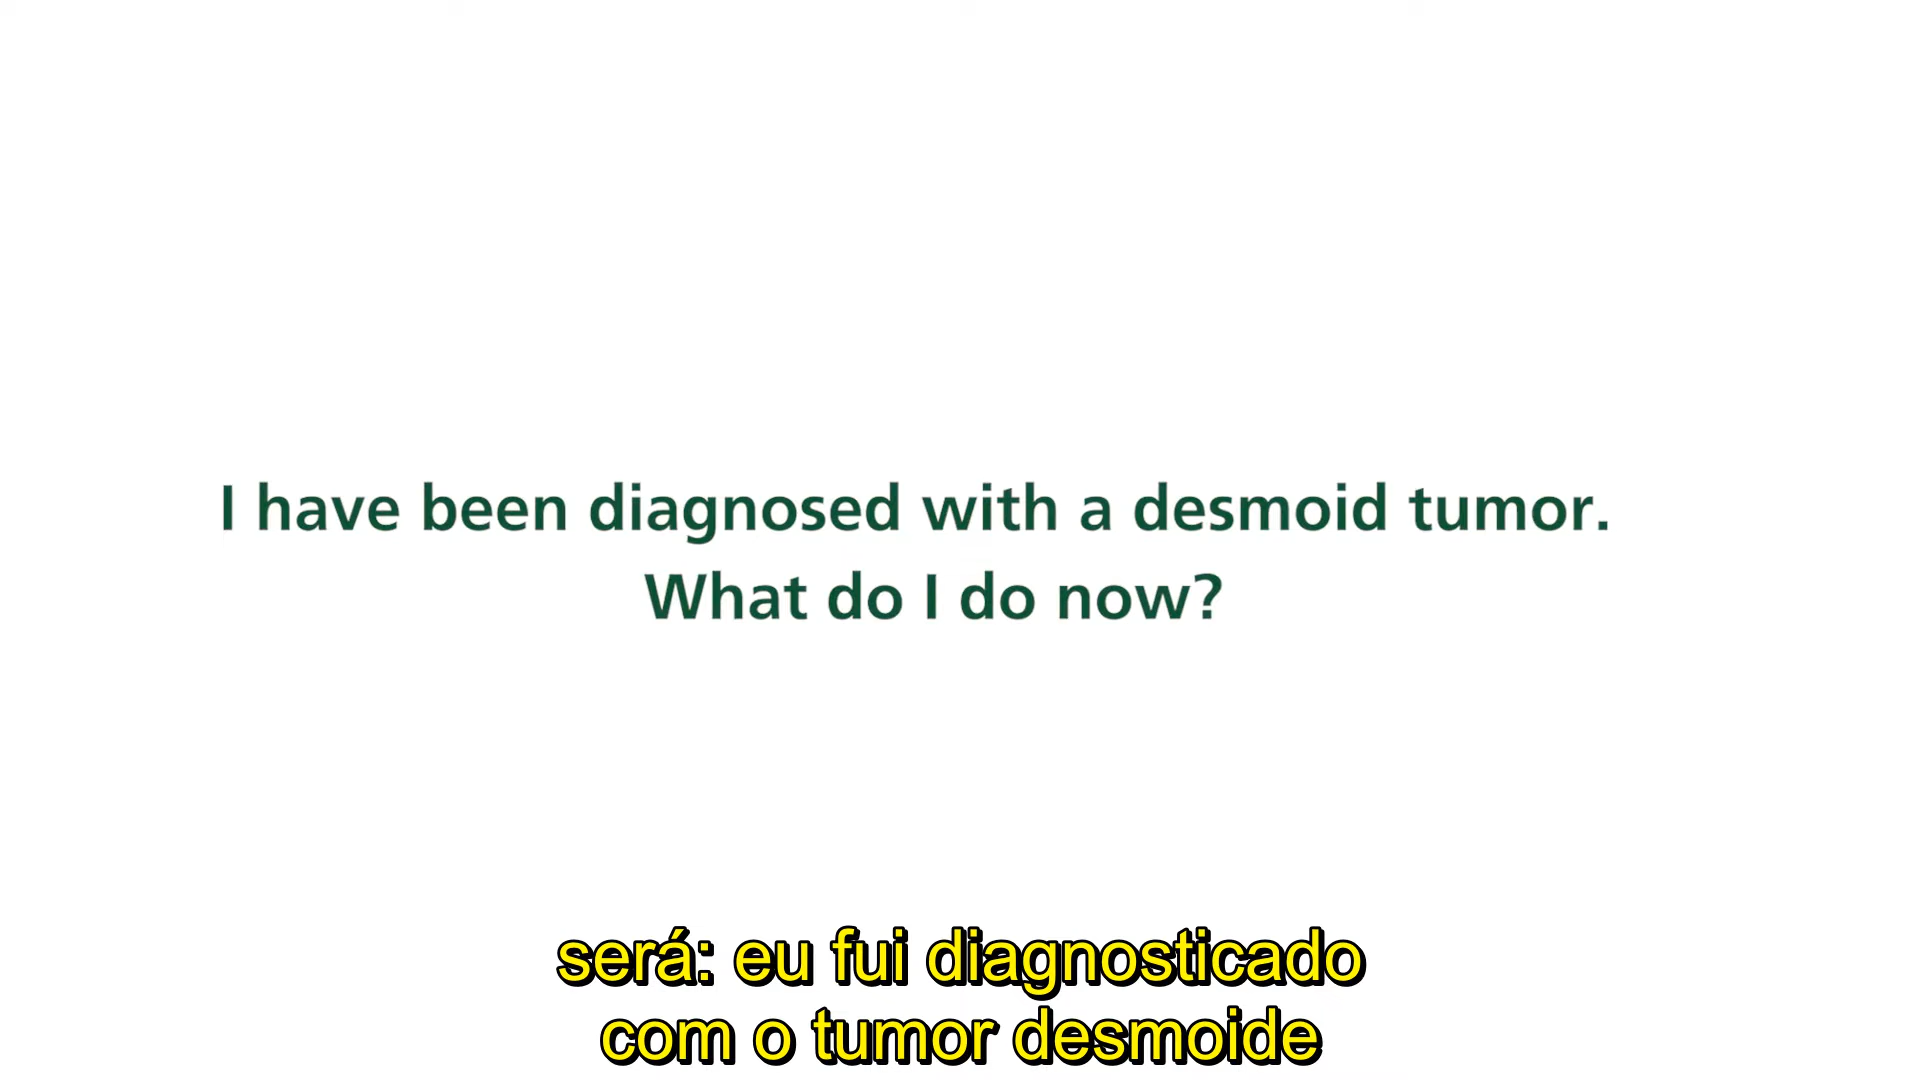 I have been diagnosed with a desmoid tumor.
What do I do now?
será: eu fui diagnosticado
com o tumor desmoide